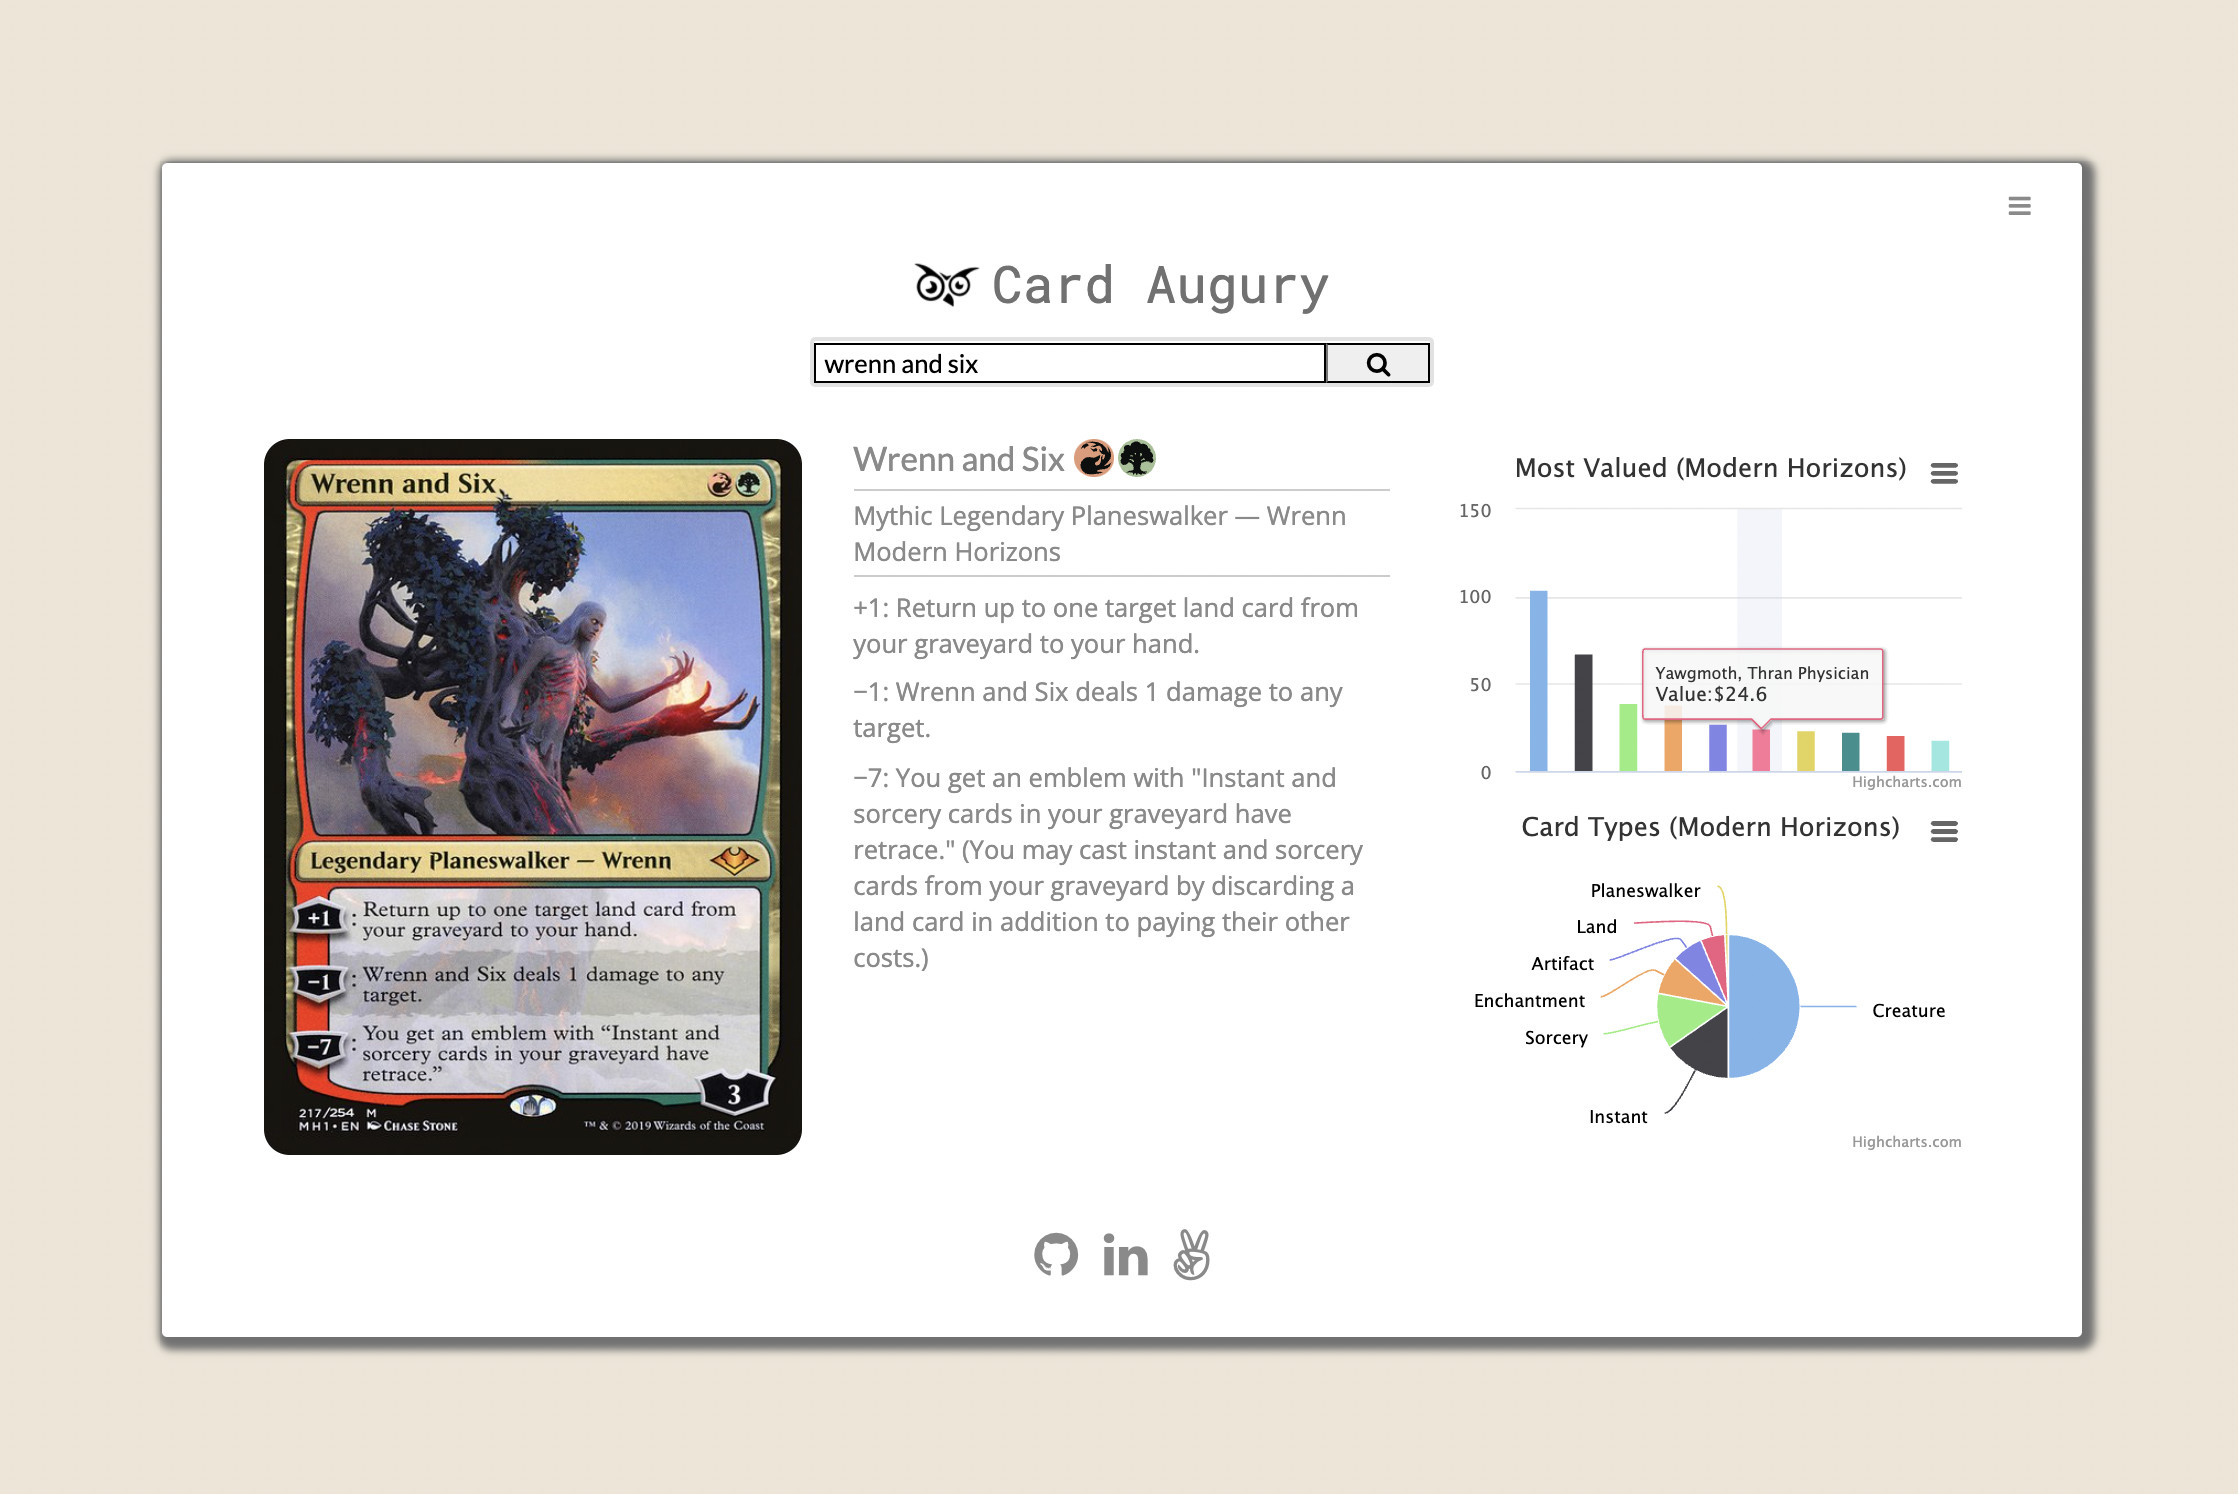 Card Augury
wrenn and six
Wrenn and Six
Legendary Planeswalker — Wrenn
+1 : Return up to one target land card from
your graveyard to your hand.
−1 : Wrenn and Six deals 1 damage to any
target.
−7 : You get an emblem with “Instant and
sorcery cards in your graveyard have
retrace.”
3
217/254 M
MH1 • EN CHASE STONE
™ & © 2019 Wizards of the Coast
Wrenn and Six
Mythic Legendary Planeswalker — Wrenn
Modern Horizons
+1: Return up to one target land card from
your graveyard to your hand.
−1: Wrenn and Six deals 1 damage to any
target.
−7: You get an emblem with "Instant and
sorcery cards in your graveyard have
retrace." (You may cast instant and sorcery
cards from your graveyard by discarding a
land card in addition to paying their other
costs.)
Most Valued (Modern Horizons)
150
100
50
0
Yawgmoth, Thran Physician
Value:$24.6
Highcharts.com
Card Types (Modern Horizons)
Planeswalker
Land
Artifact
Enchantment
Sorcery
Creature
Instant
Highcharts.com
in